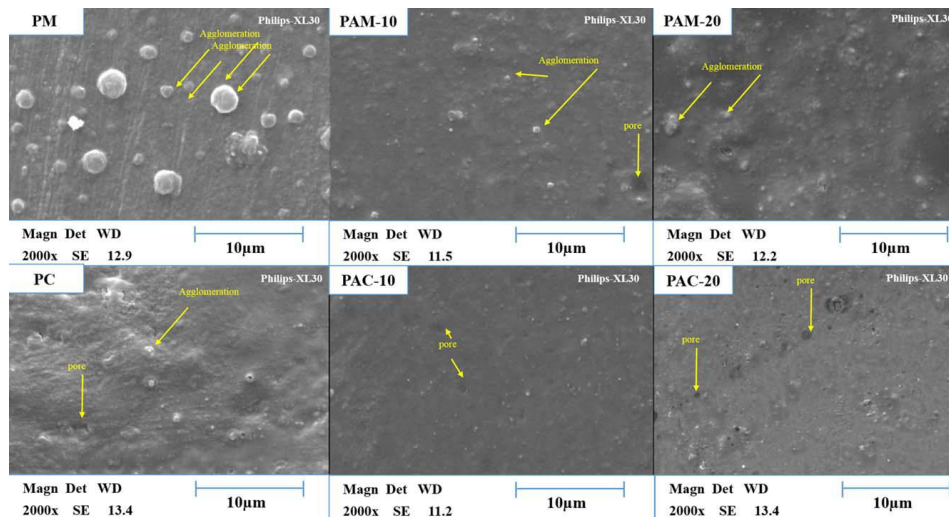 PM
Philips-XL30
Agglomeration
Agglomeration
Magn Det WD
2000x SE 12.9
10µm
PAM-10
Philips-XL30
Agglomeration
pore
Magn Det WD
2000x SE 11.5
10µm
PAM-20
Philips-XL30
Agglomeration
Magn Det WD
2000x SE 12.2
10µm
PC
Philips-XL30
Agglomeration
pore
Magn Det WD
2000x SE 13.4
10µm
PAC-10
Philips-XL30
pore
Magn Det WD
2000x SE 11.2
10µm
PAC-20
Philips-XL30
pore
pore
Magn Det WD
2000x SE 13.4
10µm